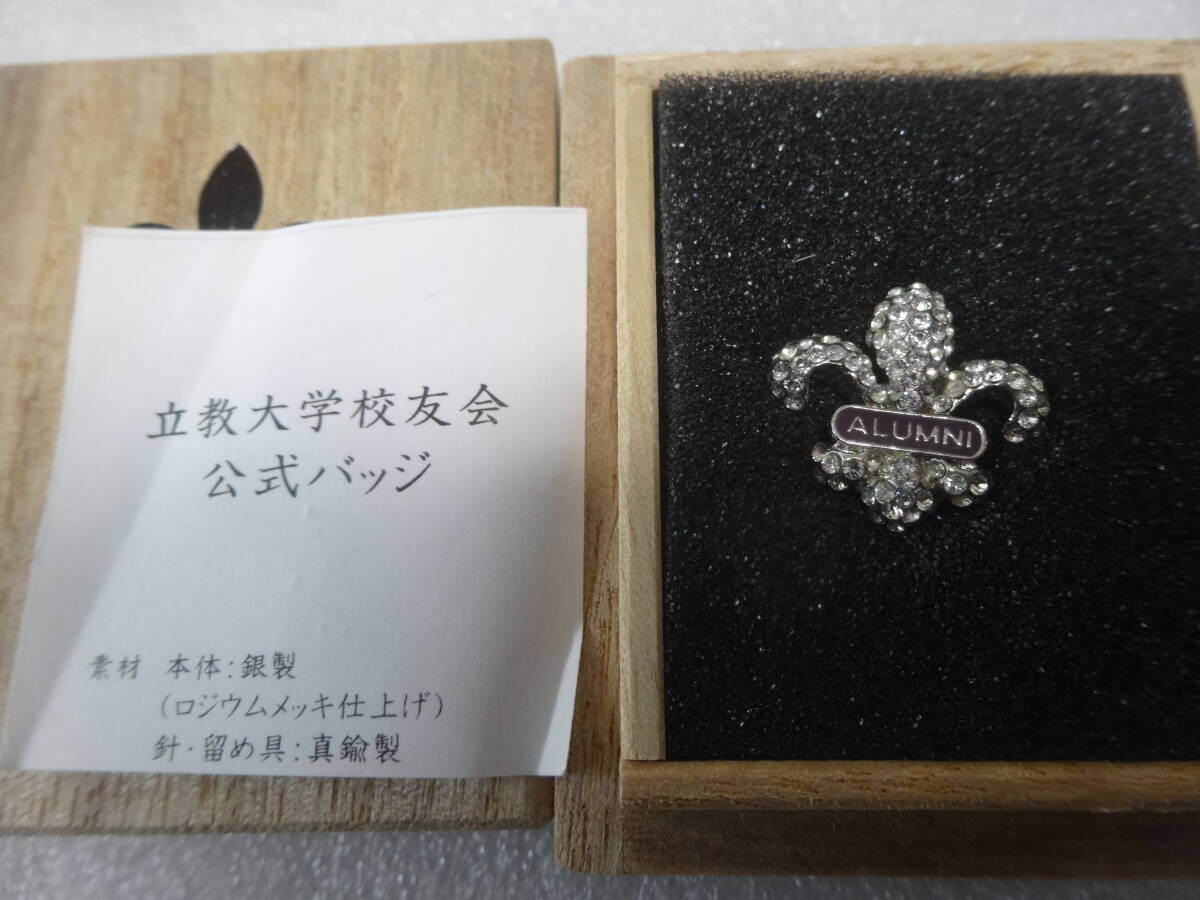 立教大学校友会
公式バッジ
素材 本体:銀製
(ロジウムメッキ仕上げ)
針・留め具:真鍮製
ALUMNI